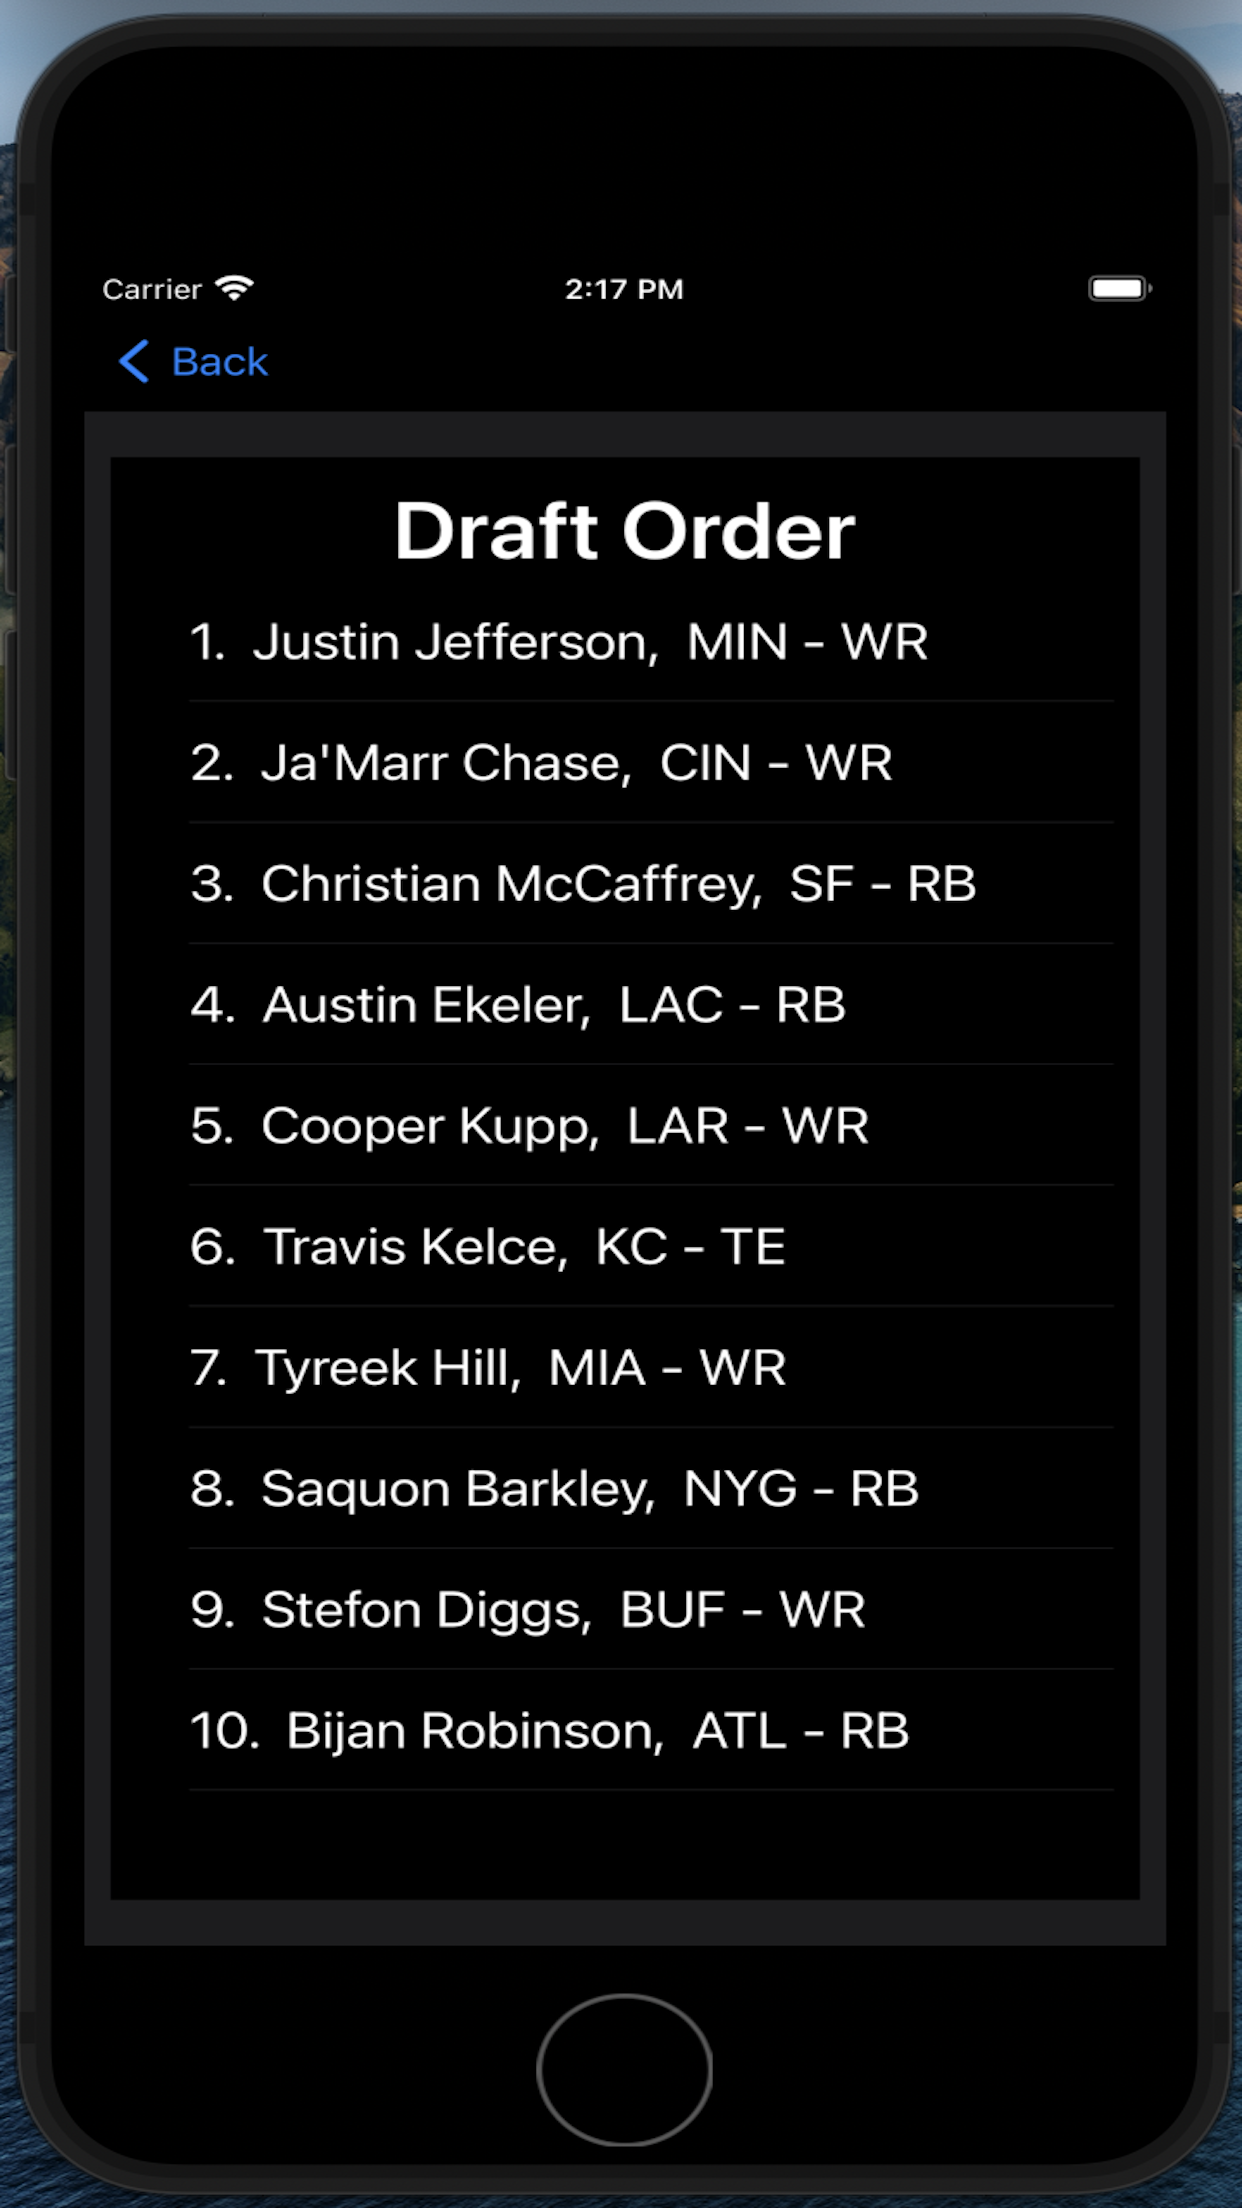 Carrier 2:17 PM
Back
Draft Order
1. Justin Jefferson, MIN - WR
2. Ja'Marr Chase, CIN - WR
3. Christian McCaffrey, SF - RB
4. Austin Ekeler, LAC - RB
5. Cooper Kupp, LAR - WR
6. Travis Kelce, KC - TE
7. Tyreek Hill, MIA - WR
8. Saquon Barkley, NYG - RB
9. Stefon Diggs, BUF - WR
10. Bijan Robinson, ATL - RB